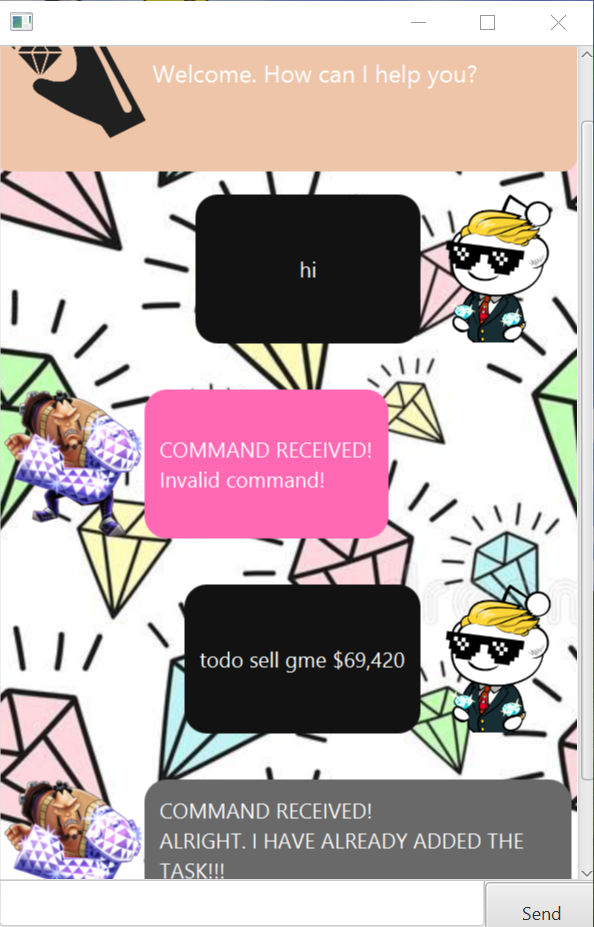 Welcome. How can I help you?
hi
COMMAND RECEIVED!
Invalid command!
todo sell gme $69,420
COMMAND RECEIVED!
ALRIGHT. I HAVE ALREADY ADDED THE
TASK!!!
Send